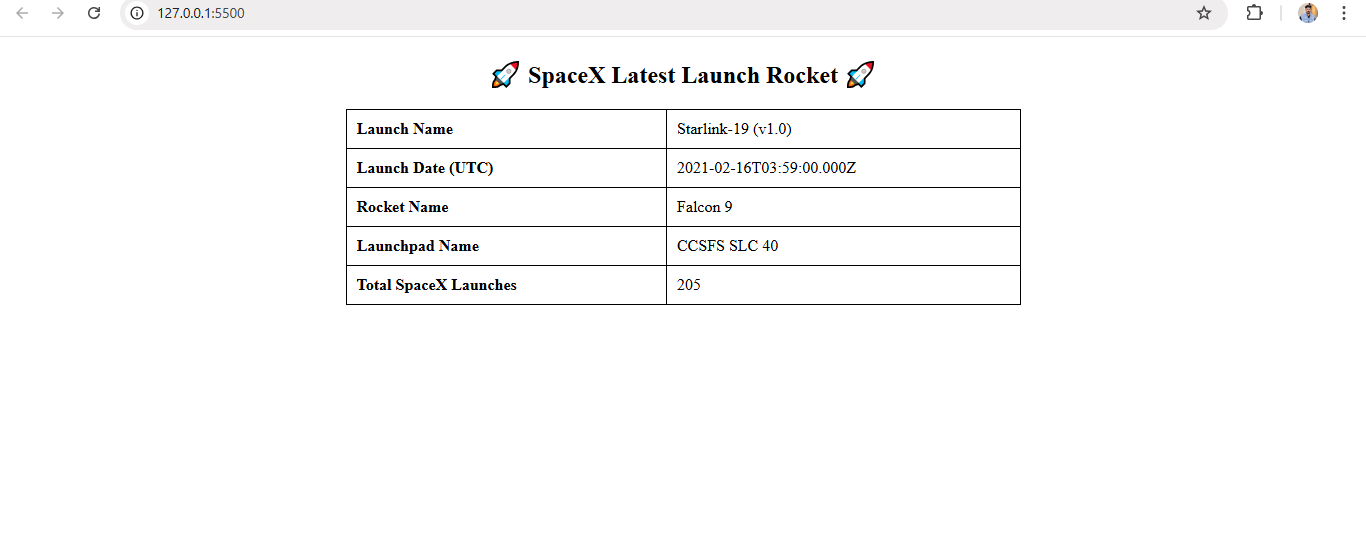 127.0.0.1:5500
🚀 SpaceX Latest Launch Rocket 🚀
Launch Name Starlink-19 (v1.0)
Launch Date (UTC) 2021-02-16T03:59:00.000Z
Rocket Name Falcon 9
Launchpad Name CCSFS SLC 40
Total SpaceX Launches 205